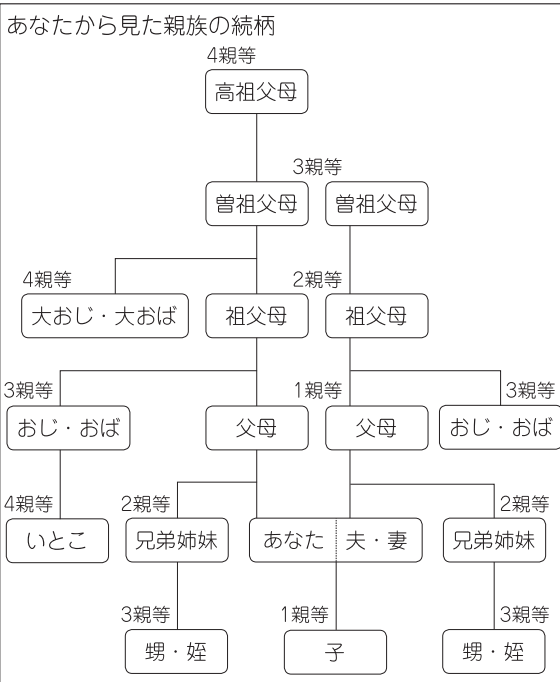 あなたから見た親族の続柄
4親等
高祖父母
3親等
曽祖父母 曽祖父母
4親等 2親等
大おじ・大おば 祖父母 祖父母
3親等 1親等 3親等
おじ・おば 父母 父母 おじ・おば
4親等 2親等 2親等
いとこ 兄弟姉妹 あなた 夫・妻 兄弟姉妹
3親等 1親等 3親等
甥・姪 子 甥・姪